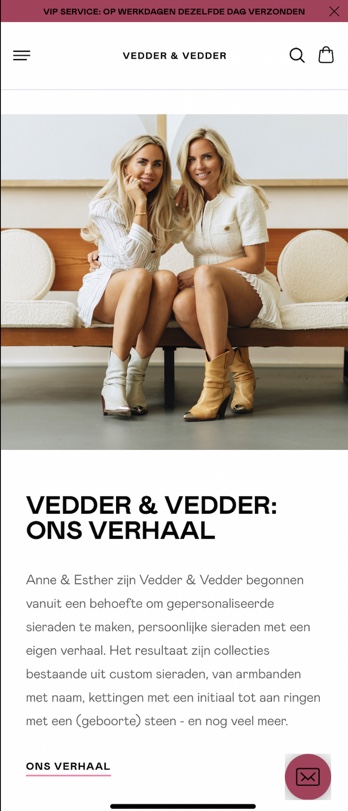 VIP SERVICE: OP WERKDAGEN DEZELFDE DAG VERZONDEN
VEDDER & VEDDER
VEDDER & VEDDER:
ONS VERHAAL
Anne & Esther zijn Vedder & Vedder begonnen
vanuit een behoefte om gepersonaliseerde
sieraden te maken, persoonlijke sieraden met een
eigen verhaal. Het resultaat zijn collecties
bestaande uit custom sieraden, van armbanden
met naam, kettingen met een initiaal tot aan ringen
met een (geboorte) steen - en nog veel meer.
ONS VERHAAL